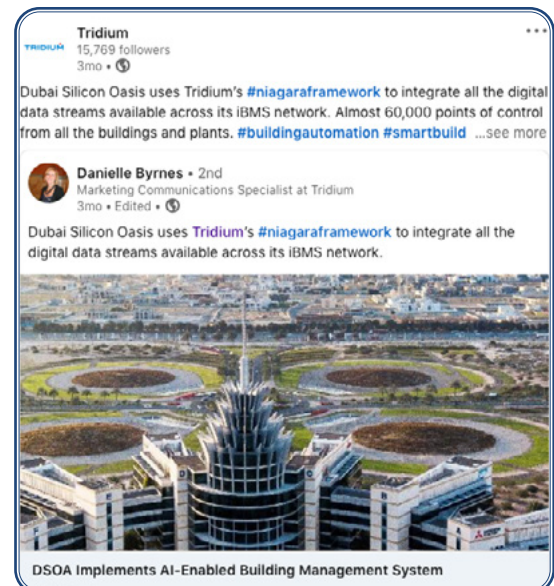 TRIDIUM
Tridium
15,769 followers
3mo •
Dubai Silicon Oasis uses Tridium's #niagaraframework to integrate all the digital
data streams available across its iBMS network. Almost 60,000 points of control
from all the buildings and plants. #buildingautomation #smartbuild ...see more
Danielle Byrnes • 2nd
Marketing Communications Specialist at Tridium
3mo • Edited •
Dubai Silicon Oasis uses Tridium's #niagaraframework to integrate all the
digital data streams available across its iBMS network.
DSOA Implements AI-Enabled Building Management System